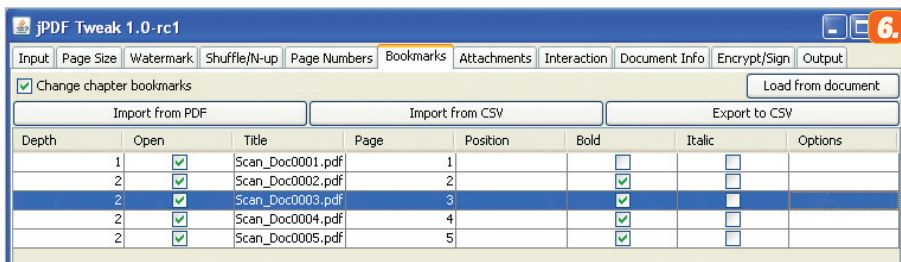 jPDF Tweak 1.0-rc1
6.
Input Page Size Watermark Shuffle/N-up Page Numbers Bookmarks Attachments Interaction Document Info Encrypt/Sign Output
Change chapter bookmarks Load from document
Import from PDF Import from CSV Export to CSV
Depth Open Title Page Position Bold Italic Options
1 Scan_Doc0001.pdf 1
2 Scan_Doc0002.pdf 2
2 Scan_Doc0003.pdf 3
2 Scan_Doc0004.pdf 4
2 Scan_Doc0005.pdf 5